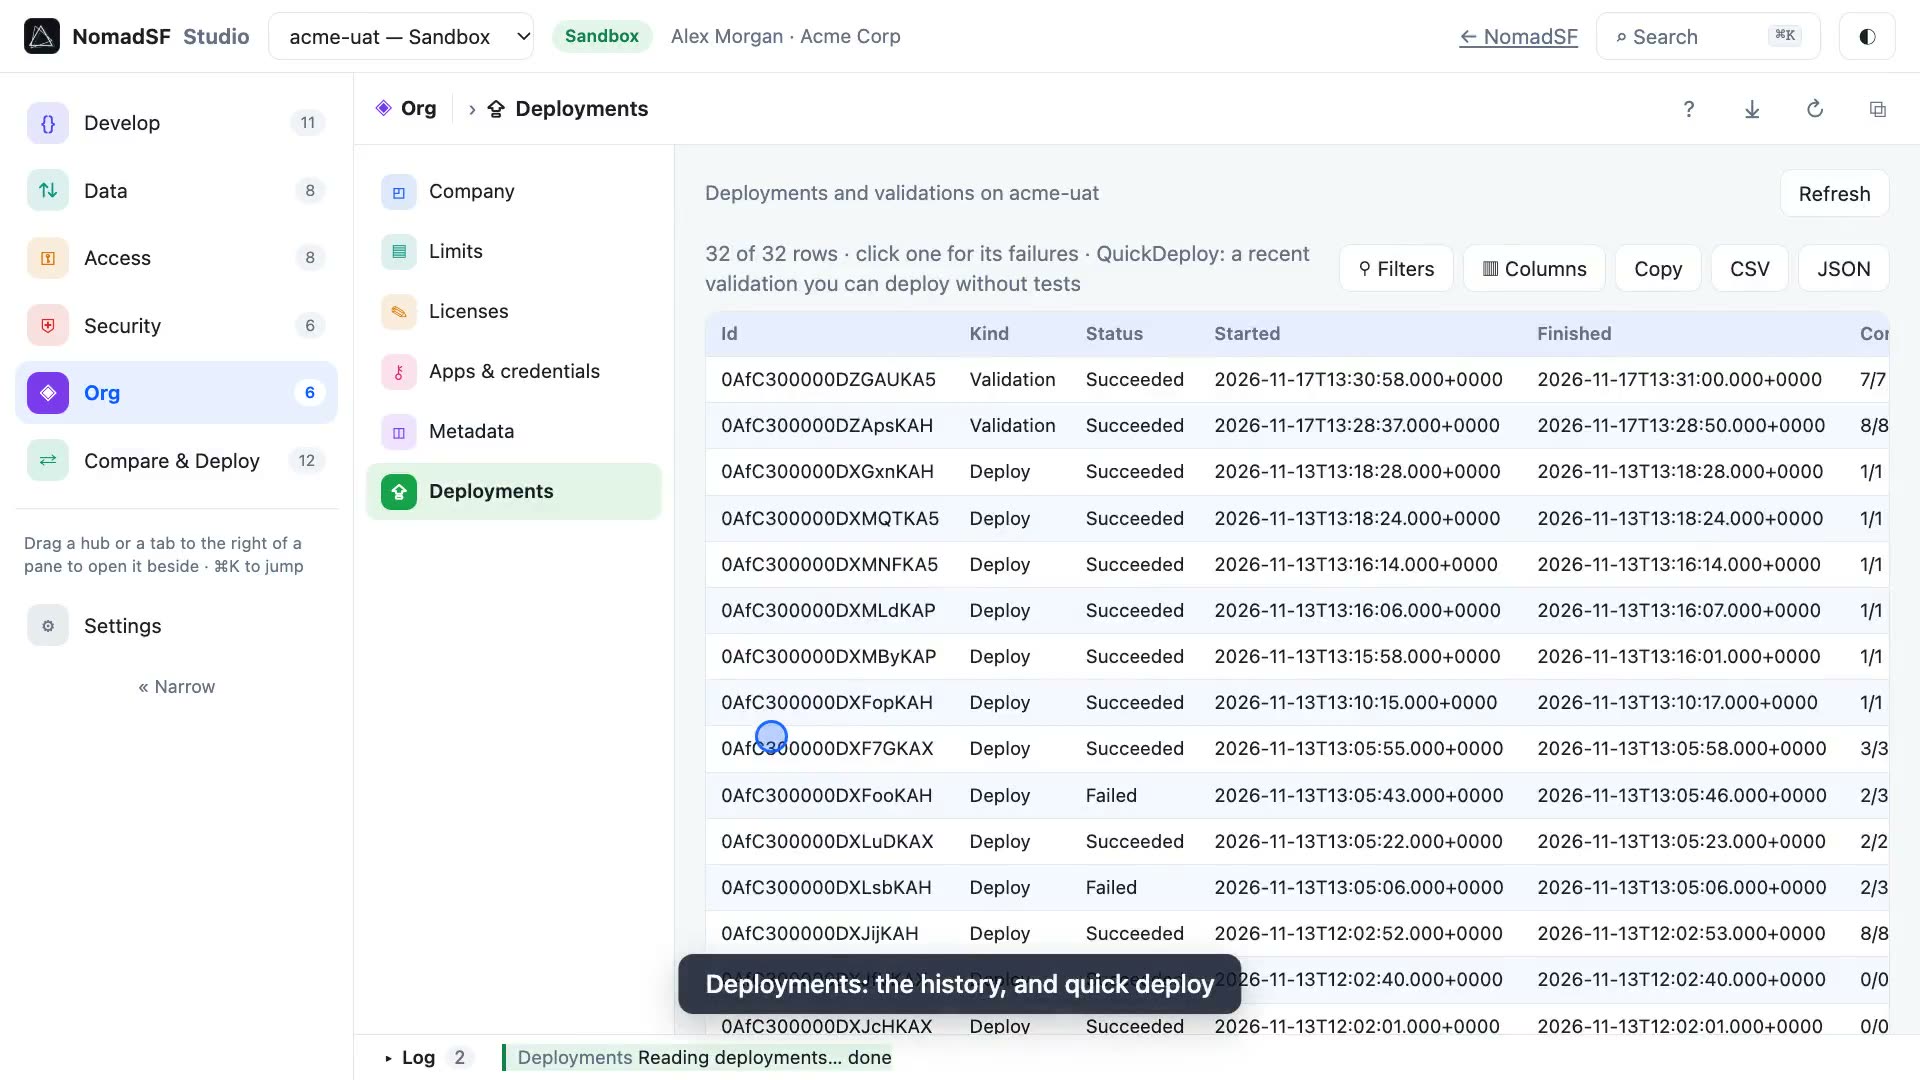 NomadSF Studio
acme-uat — Sandbox
Sandbox
Alex Morgan · Acme Corp
← NomadSF
Search
⌘K
Develop 11
Data 8
Access 8
Security 6
Org 6
Compare & Deploy 12
Drag a hub or a tab to the right of a
pane to open it beside · ⌘K to jump
Settings
« Narrow
Org › Deployments
?
Company
Limits
Licenses
Apps & credentials
Metadata
Deployments
Deployments and validations on acme-uat
Refresh
32 of 32 rows · click one for its failures · QuickDeploy: a recent
validation you can deploy without tests
Filters
Columns
Copy
CSV
JSON
Id Kind Status Started Finished
0AfC300000DZGAUKA5 Validation Succeeded 2026-11-17T13:30:58.000+0000 2026-11-17T13:31:00.000+0000 7/7
0AfC300000DZApsKAH Validation Succeeded 2026-11-17T13:28:37.000+0000 2026-11-17T13:28:50.000+0000 8/8
0AfC300000DXGxnKAH Deploy Succeeded 2026-11-13T13:18:28.000+0000 2026-11-13T13:18:28.000+0000 1/1
0AfC300000DXMQTKA5 Deploy Succeeded 2026-11-13T13:18:24.000+0000 2026-11-13T13:18:24.000+0000 1/1
0AfC300000DXMNFKA5 Deploy Succeeded 2026-11-13T13:16:14.000+0000 2026-11-13T13:16:14.000+0000 1/1
0AfC300000DXMLdKAP Deploy Succeeded 2026-11-13T13:16:06.000+0000 2026-11-13T13:16:07.000+0000 1/1
0AfC300000DXMByKAP Deploy Succeeded 2026-11-13T13:15:58.000+0000 2026-11-13T13:16:01.000+0000 1/1
0AfC300000DXFopKAH Deploy Succeeded 2026-11-13T13:10:15.000+0000 2026-11-13T13:10:17.000+0000 1/1
0AfC300000DXF7GKAX Deploy Succeeded 2026-11-13T13:05:55.000+0000 2026-11-13T13:05:58.000+0000 3/3
0AfC300000DXFooKAH Deploy Failed 2026-11-13T13:05:43.000+0000 2026-11-13T13:05:46.000+0000 2/3
0AfC300000DXLuDKAX Deploy Succeeded 2026-11-13T13:05:22.000+0000 2026-11-13T13:05:23.000+0000 2/2
0AfC300000DXLsbKAH Deploy Failed 2026-11-13T13:05:06.000+0000 2026-11-13T13:05:06.000+0000 2/3
0AfC300000DXJijKAH Deploy Succeeded 2026-11-13T12:02:52.000+0000 2026-11-13T12:02:53.000+0000 8/8
2026-11-13T12:02:40.000+0000 2026-11-13T12:02:40.000+0000 0/0
Deployments: the history, and quick deploy
0AfC300000DXJcHKAX Deploy Succeeded 2026-11-13T12:02:01.000+0000 2026-11-13T12:02:01.000+0000 0/0
Log 2
Deployments Reading deployments... done